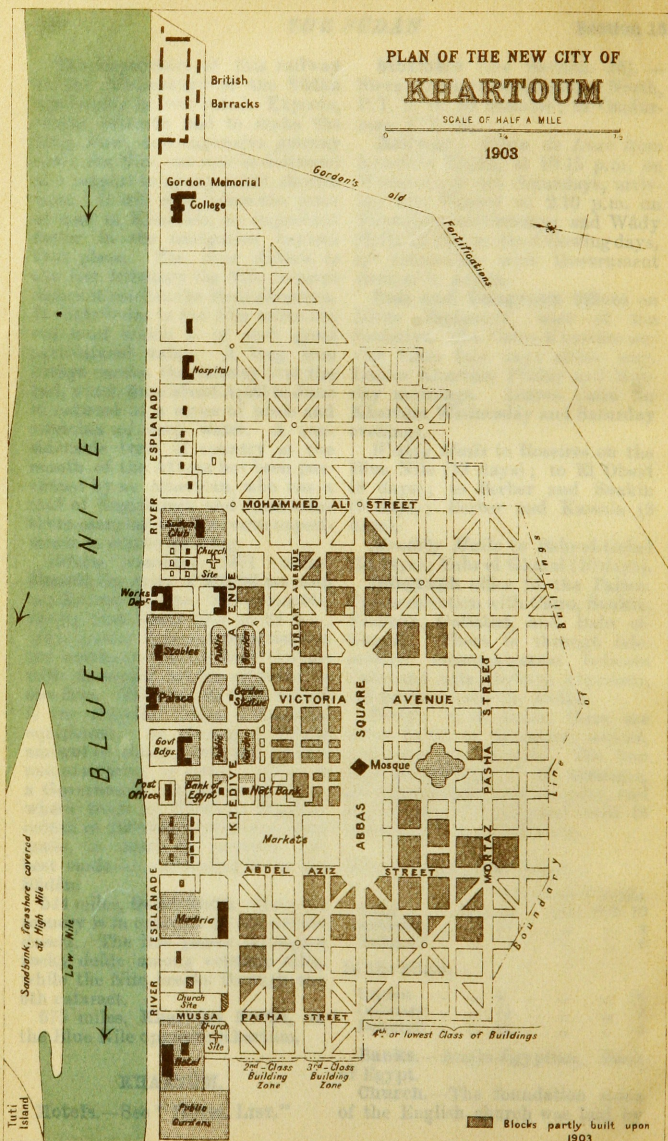 PLAN OF THE NEW CITY OF
KHARTOUM
SCALE OF HALF A MILE
0 ¼ ½
1903
British
Barracks
Gordon Memorial
College
Gordon's old Fortifications
Hospital
RIVER ESPLANADE
MOHAMMED ALI STREET
Sudan
Club
Church
Site
Works
Dept
KHEDIVE AVENUE
SIRDAR AVENUE
Stables
Public Garden
Palace
Gordon
Statue
VICTORIA AVENUE
ABBAS SQUARE
MORTAZ PASHA STREET
Boundary Line of Buildings
BLUE NILE
Govt
Bdgs.
Public Garden
Mosque
Post
Office
Bank of
Egypt
Natl Bank
Markets
ABDEL AZIZ STREET
Mudiria
RIVER ESPLANADE
Church
Site
MUSSA PASHA STREET
Church
Site
Hotel
Public
Gardens
2nd-Class
Building
Zone
3rd-Class
Building
Zone
4th or lowest Class of Buildings
Sandbank, Foreshore covered
at High Nile
Low Nile
Tuti
Island
Blocks partly built upon
1903